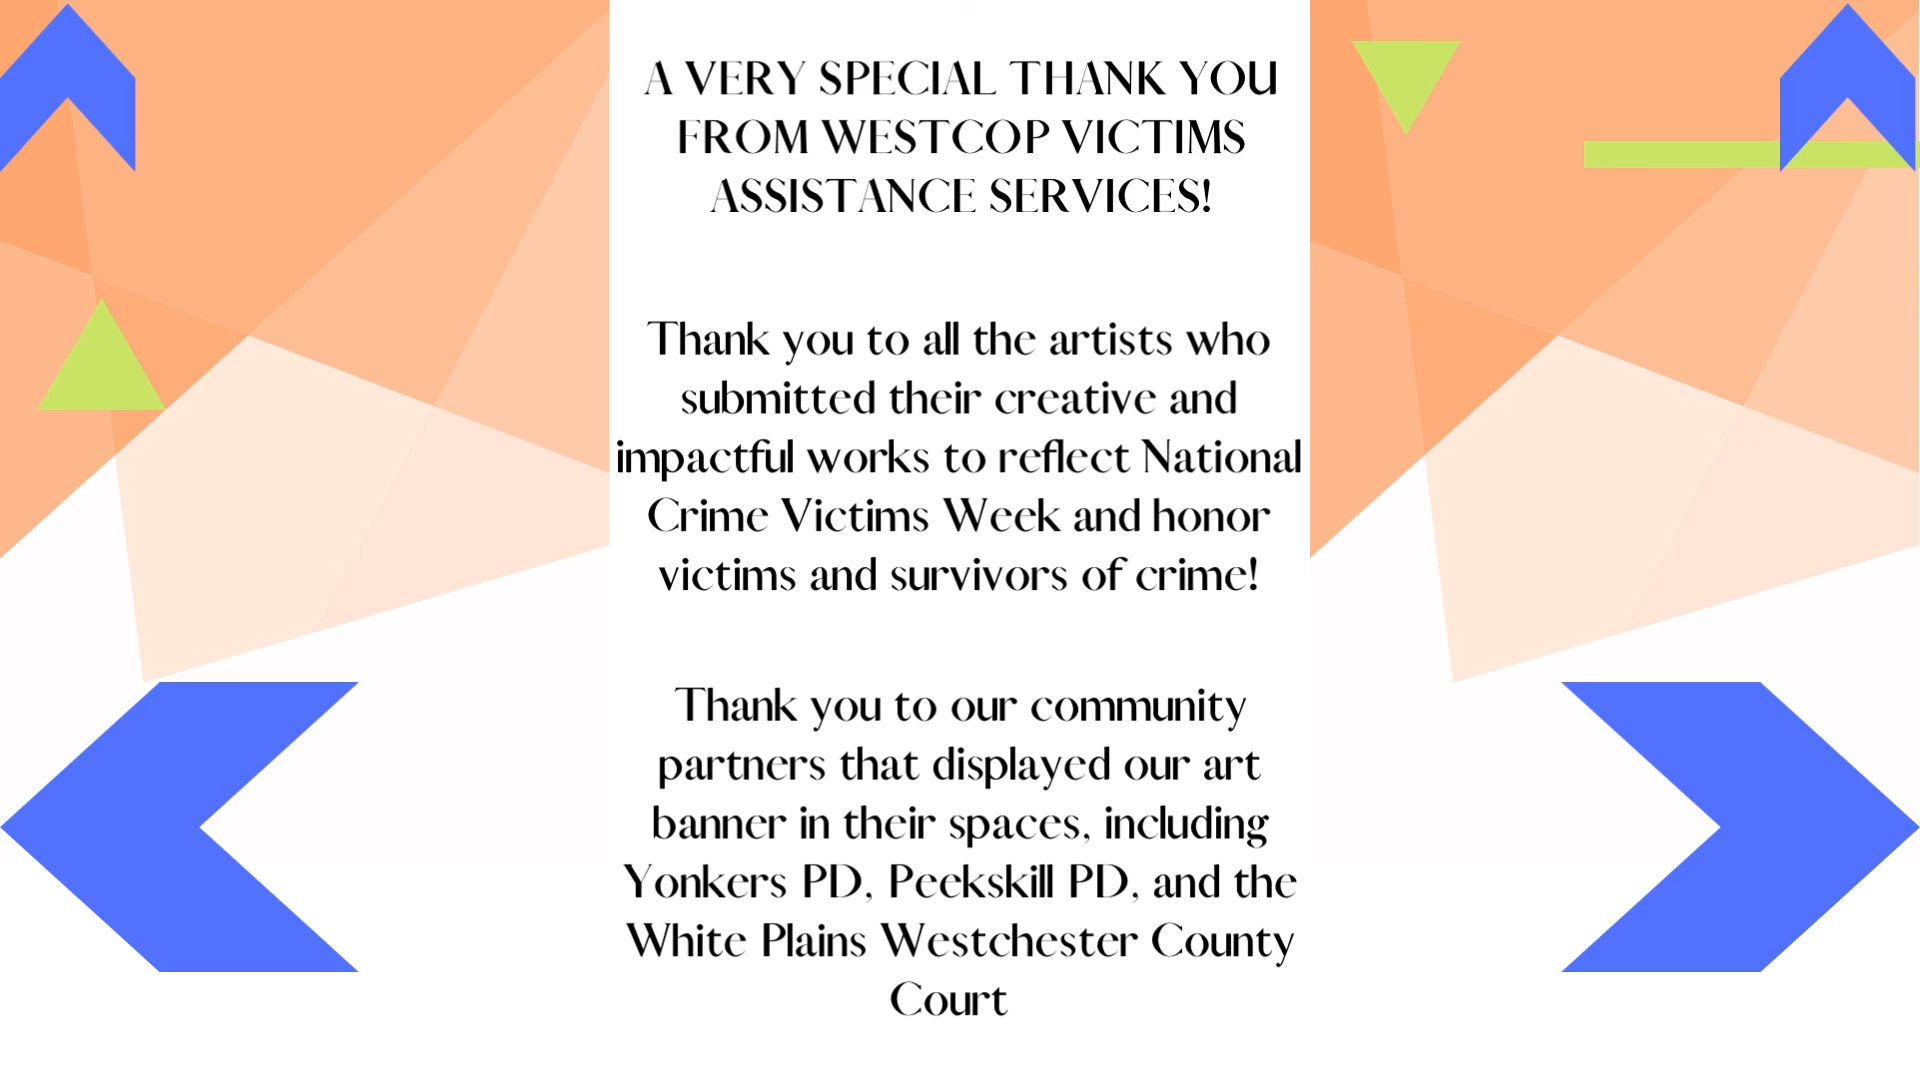 A VERY SPECIAL THANK YOU
FROM WESTCOP VICTIMS
ASSISTANCE SERVICES!
Thank you to all the artists who
submitted their creative and
impactful works to reflect National
Crime Victims Week and honor
victims and survivors of crime!
Thank you to our community
partners that displayed our art
banner in their spaces, including
Yonkers PD, Peekskill PD, and the
White Plains Westchester County
Court